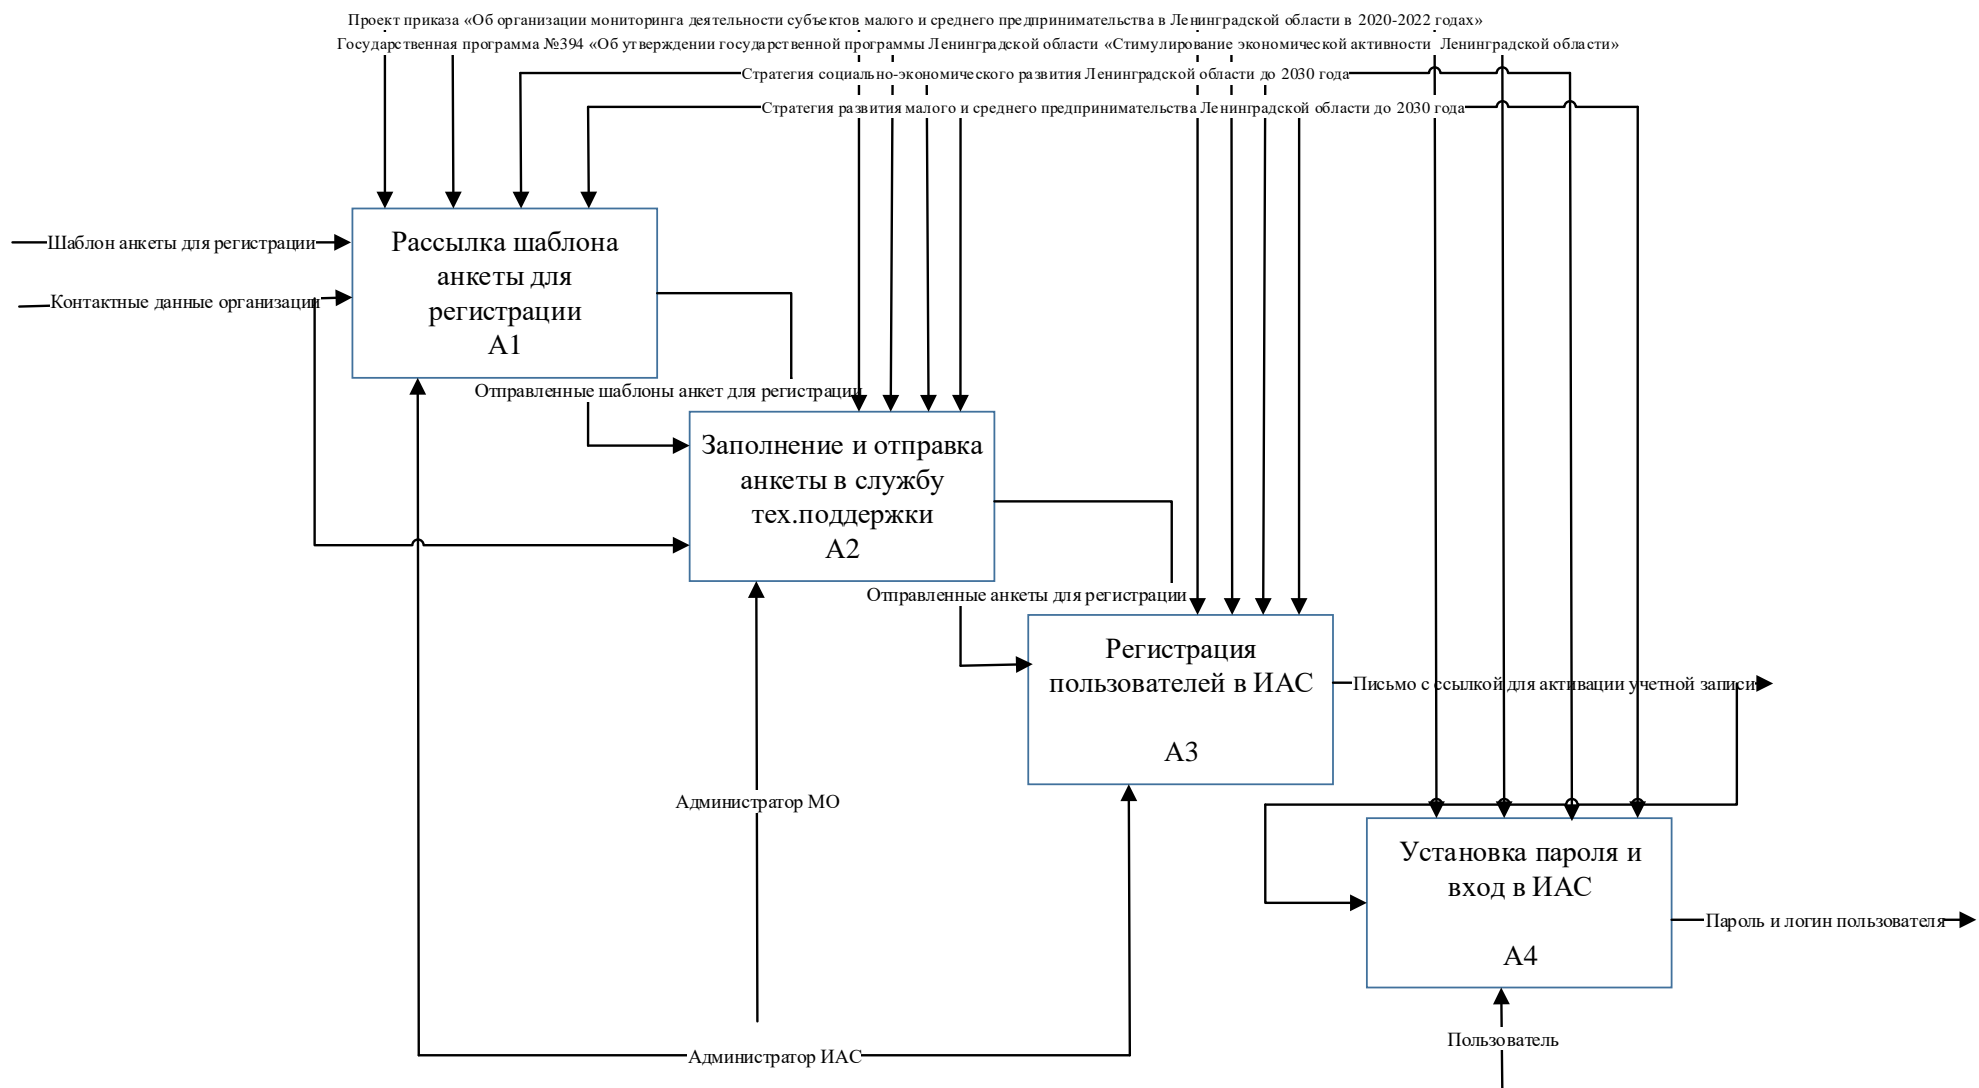 Проект приказа «Об организации мониторинга деятельности субъектов малого и среднего предпринимательства в Ленинградской области в 2020-2022 годах»
Государственная программа №394 «Об утверждении государственной программы Ленинградской области «Стимулирование экономической активности Ленинградской области»
Стратегия социально-экономического развития Ленинградской области до 2030 года
Стратегия развития малого и среднего предпринимательства Ленинградской области до 2030 года
Шаблон анкеты для регистрации
Контактные данные организации
Рассылка шаблона
анкеты для
регистрации
А1
Отправленные шаблоны анкет для регистрации
Заполнение и отправка
анкеты в службу
тех.поддержки
А2
Отправленные анкеты для регистрации
Регистрация
пользователей в ИАС
А3
Письмо с ссылкой для активации учетной записи
Администратор МО
Установка пароля и
вход в ИАС
А4
Пароль и логин пользователя
Пользователь
Администратор ИАС